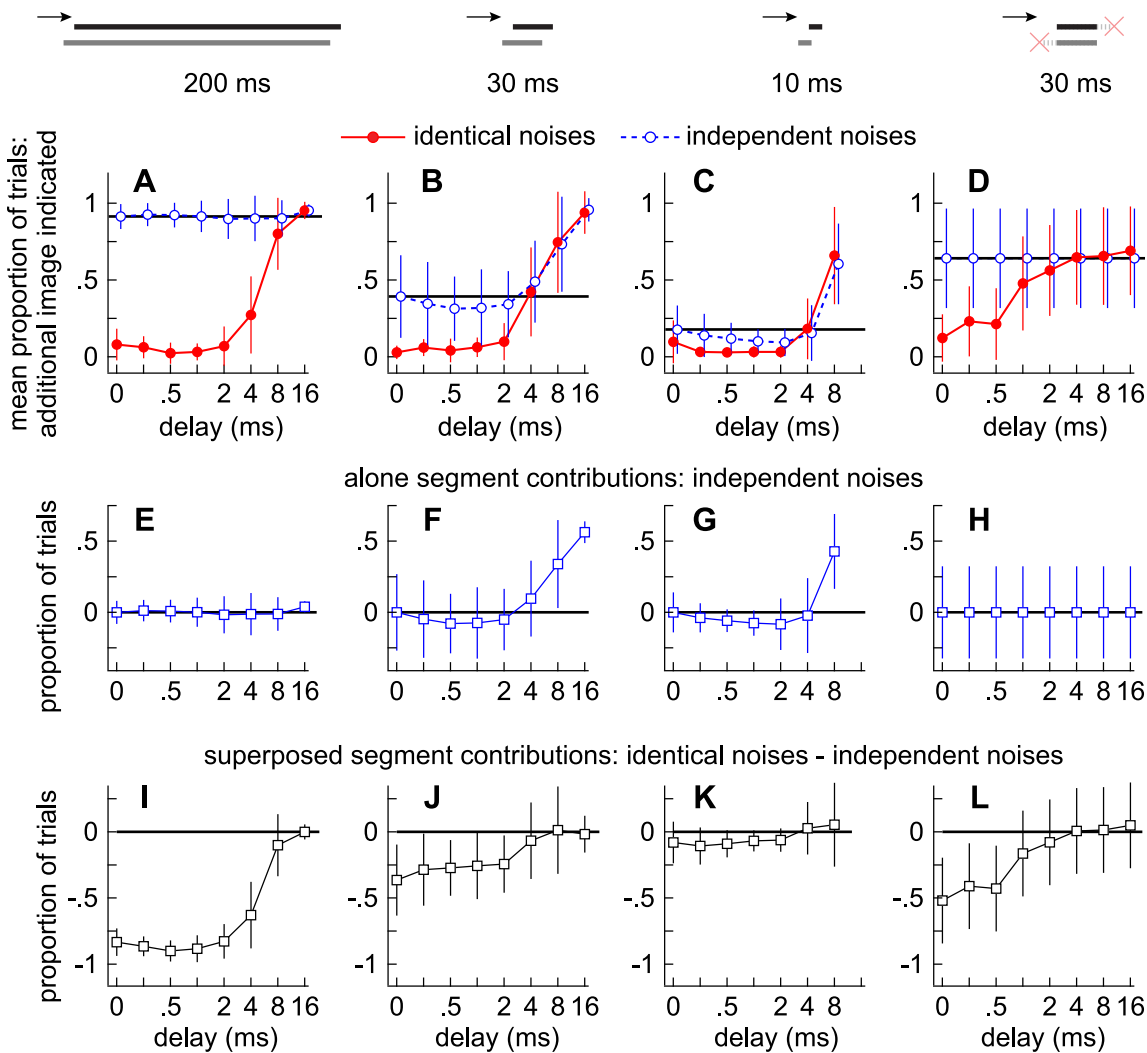 200 ms 30 ms 10 ms 30 ms
identical noises independent noises
mean proportion of trials:
additional image indicated
A B C D
1 1 1 1
.5 .5 .5 .5
0 0 0 0
0 .5 2 4 8 16 0 .5 2 4 8 16 0 .5 2 4 8 0 .5 2 4 8 16
delay (ms) delay (ms) delay (ms) delay (ms)
alone segment contributions: independent noises
proportion of trials
E F G H
.5 .5 .5 .5
0 0 0 0
0 .5 2 4 8 16 0 .5 2 4 8 16 0 .5 2 4 8 0 .5 2 4 8 16
superposed segment contributions: identical noises - independent noises
proportion of trials
I J K L
0 0 0 0
-.5 -.5 -.5 -.5
-1 -1 -1 -1
0 .5 2 4 8 16 0 .5 2 4 8 16 0 .5 2 4 8 0 .5 2 4 8 16
delay (ms) delay (ms) delay (ms) delay (ms)